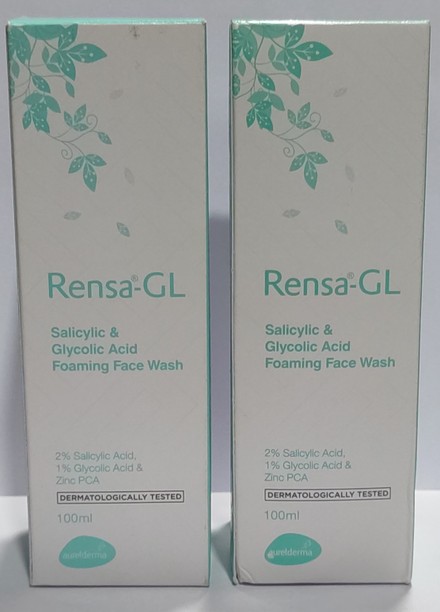 Rensa®-GL
Salicylic &
Glycolic Acid
Foaming Face Wash
2% Salicylic Acid,
1% Glycolic Acid &
Zinc PCA
DERMATOLOGICALLY TESTED
100ml
aurelderma
Rensa®-GL
Salicylic &
Glycolic Acid
Foaming Face Wash
2% Salicylic Acid,
1% Glycolic Acid &
Zinc PCA
DERMATOLOGICALLY TESTED
100ml
aurelderma